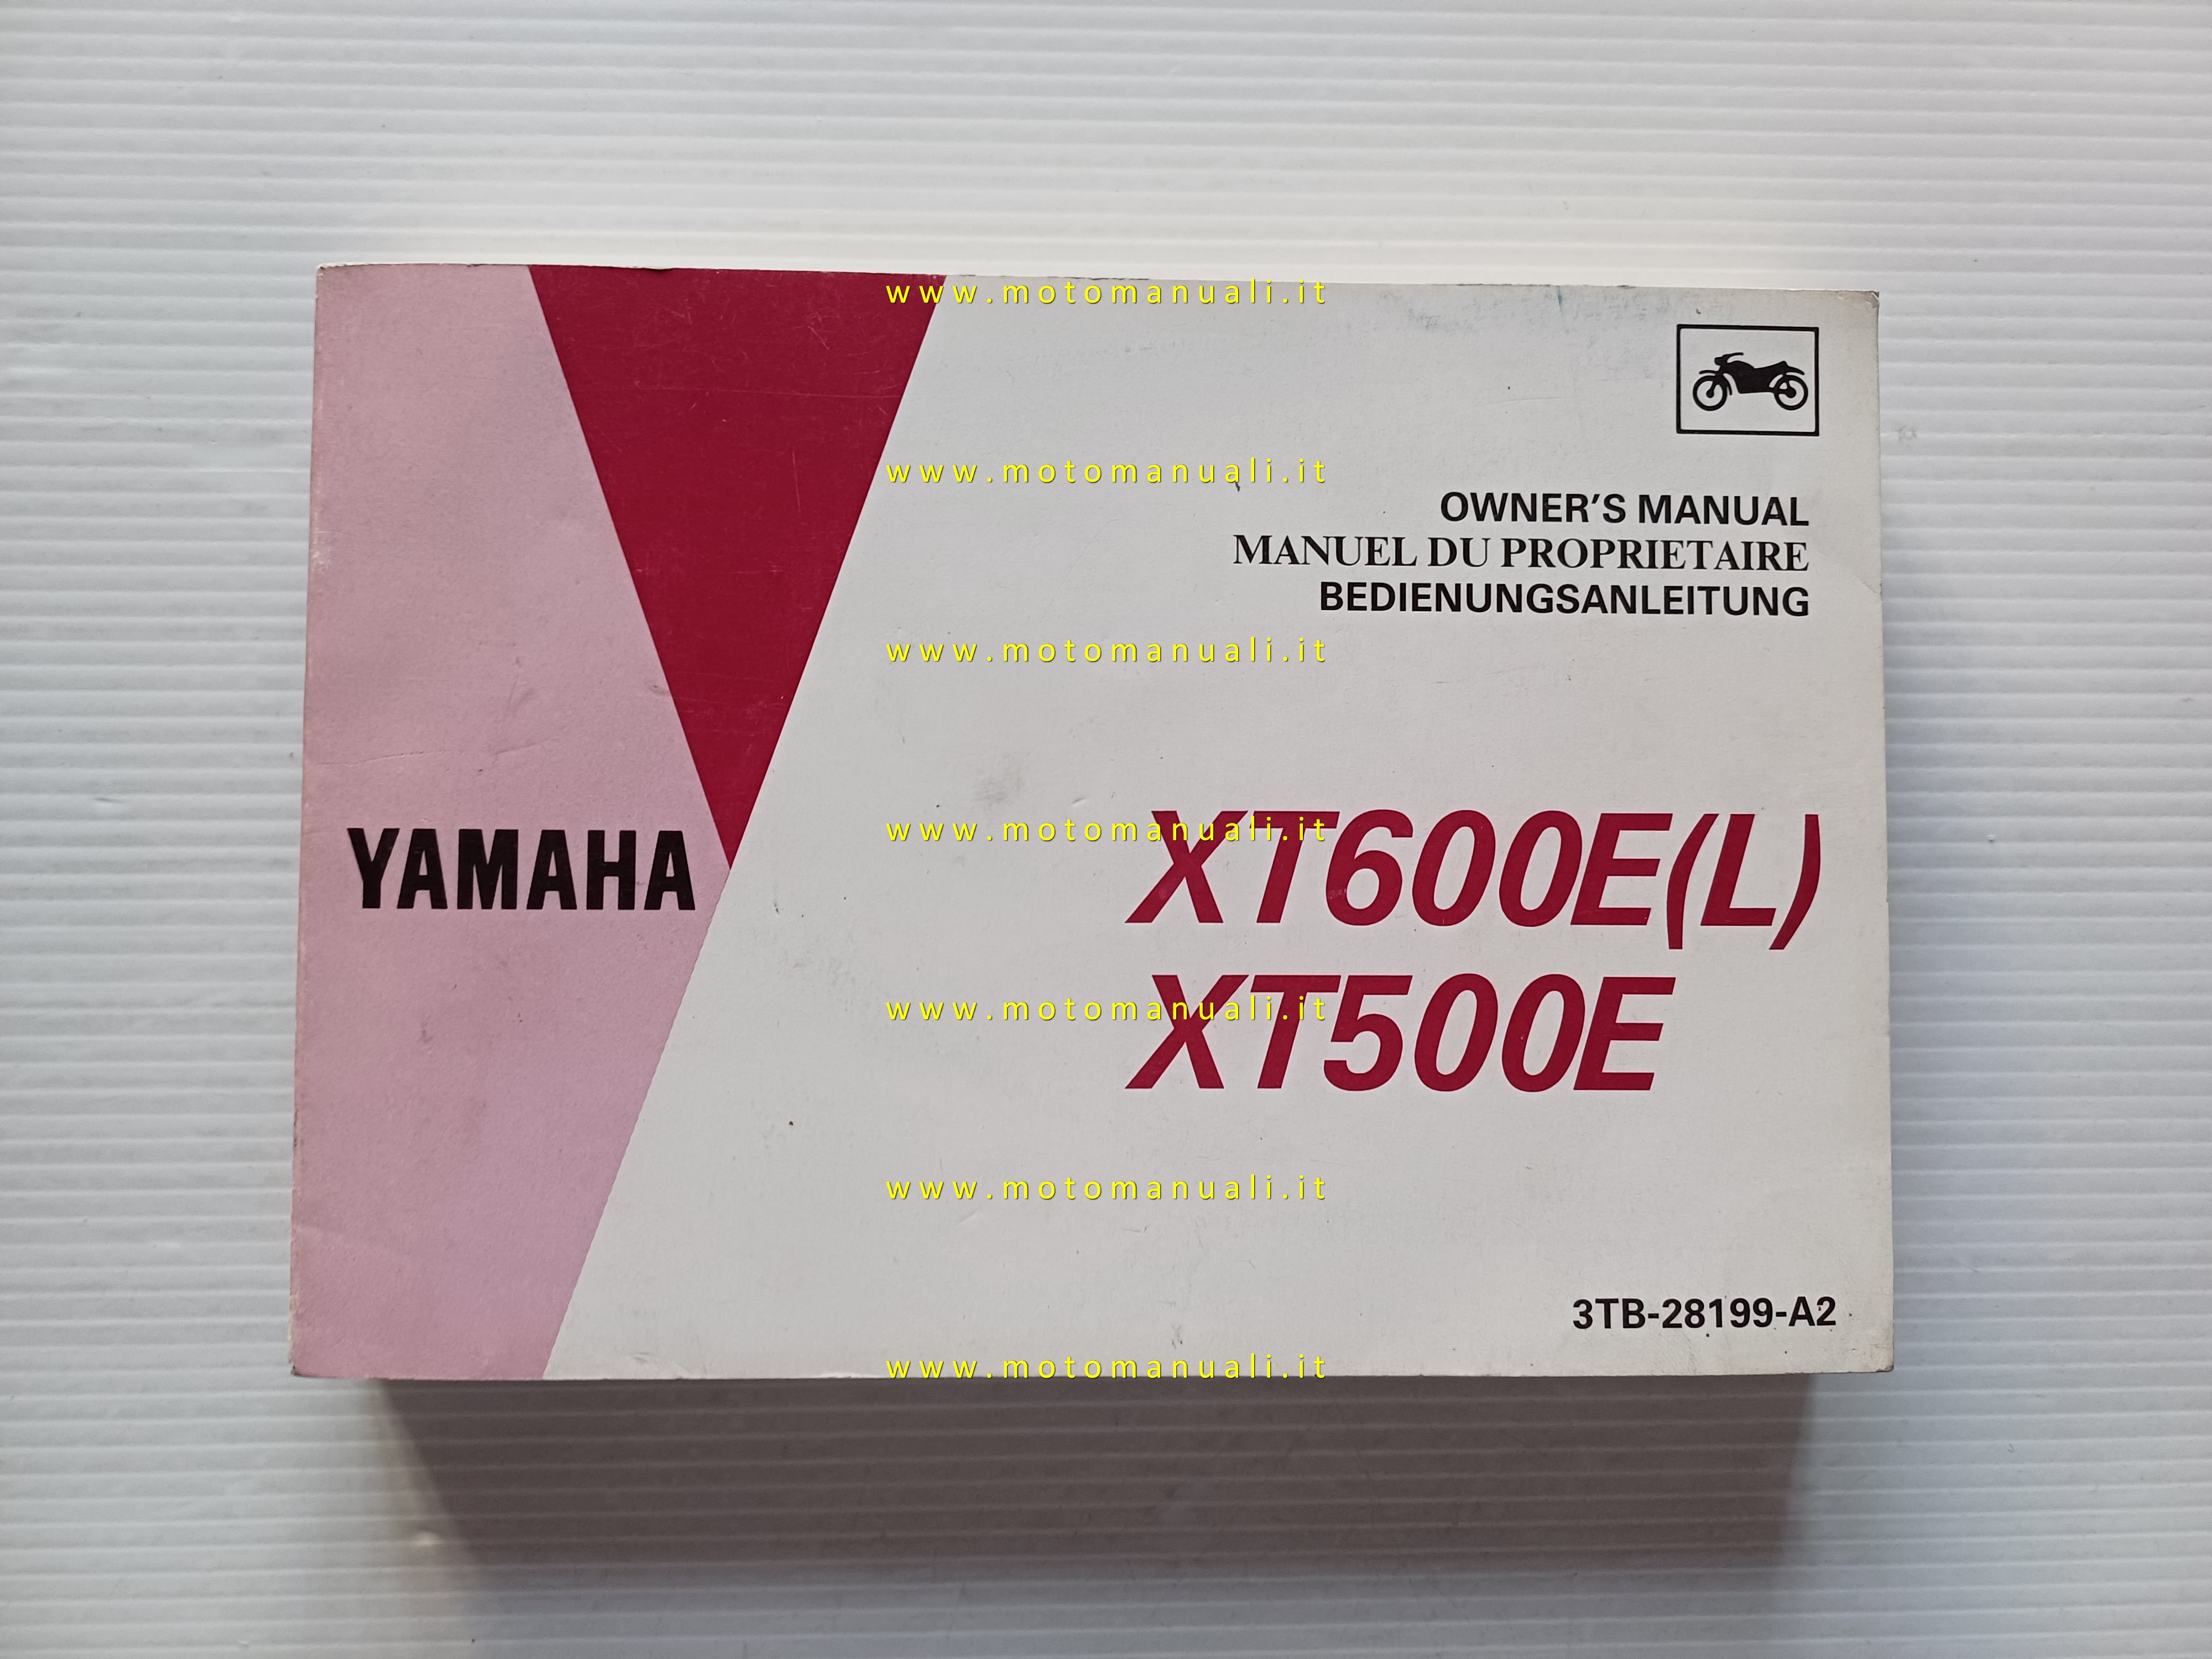 www.motomanuali.it
www.motomanuali.it
OWNER'S MANUAL
MANUEL DU PROPRIETAIRE
BEDIENUNGSANLEITUNG
www.motomanuali.it
www.motomanuali.it
YAMAHA
XT600E(L)
www.motomanuali.it
XT500E
www.motomanuali.it
3TB-28199-A2
www.motomanuali.it